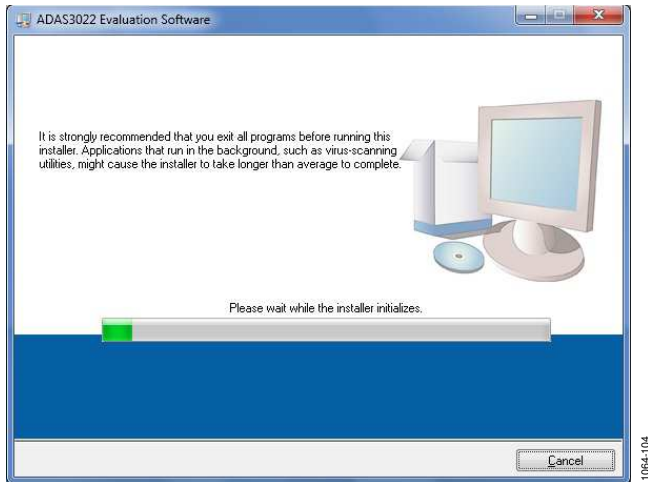 ADAS3022 Evaluation Software
It is strongly recommended that you exit all programs before running this
installer. Applications that run in the background, such as virus-scanning
utilities, might cause the installer to take longer than average to complete.
Please wait while the installer initializes.
Cancel
1064-104